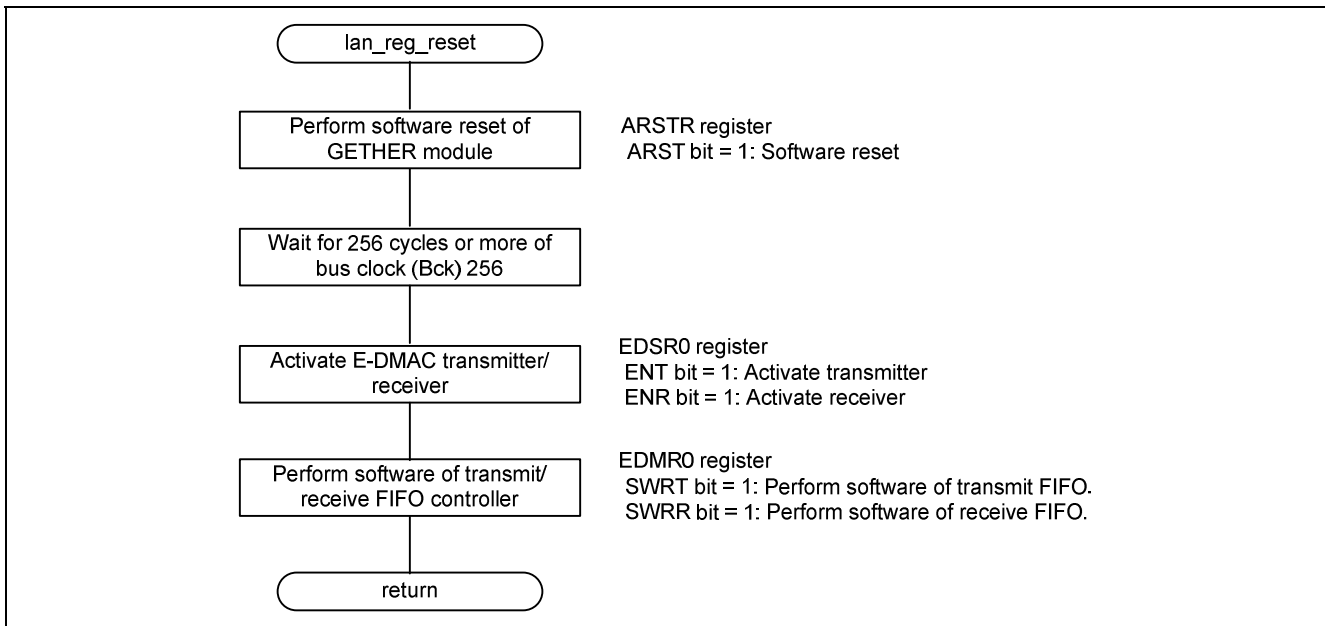 lan_reg_reset
Perform software reset of
GETHER module
ARSTR register
ARST bit = 1: Software reset
Wait for 256 cycles or more of
bus clock (Bck) 256
Activate E-DMAC transmitter/
receiver
EDSR0 register
ENT bit = 1: Activate transmitter
ENR bit = 1: Activate receiver
Perform software of transmit/
receive FIFO controller
EDMR0 register
SWRT bit = 1: Perform software of transmit FIFO.
SWRR bit = 1: Perform software of receive FIFO.
return